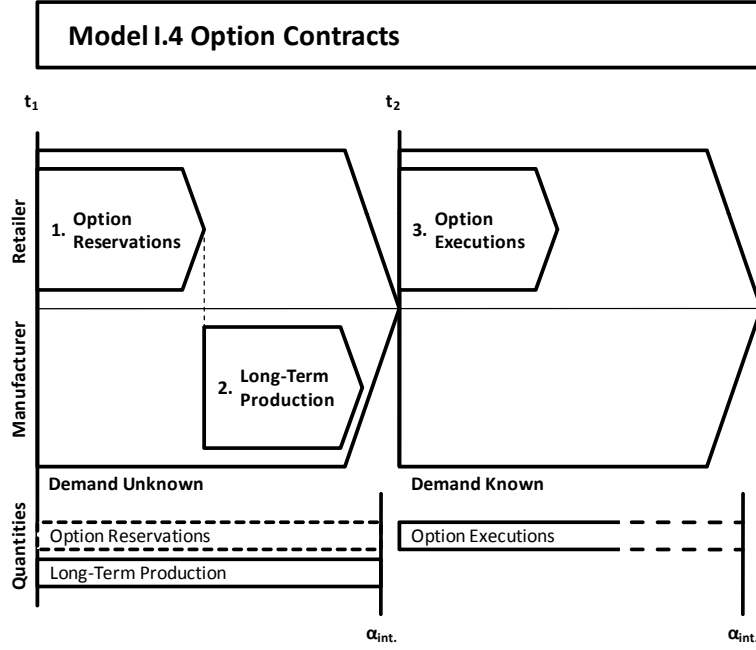 Model I.4 Option Contracts
t1
t2
Retailer
1. Option
Reservations
3. Option
Executions
Manufacturer
2. Long-Term
Production
Demand Unknown
Demand Known
Quantities
Option Reservations
Option Executions
Long-Term Production
αint.
αint.